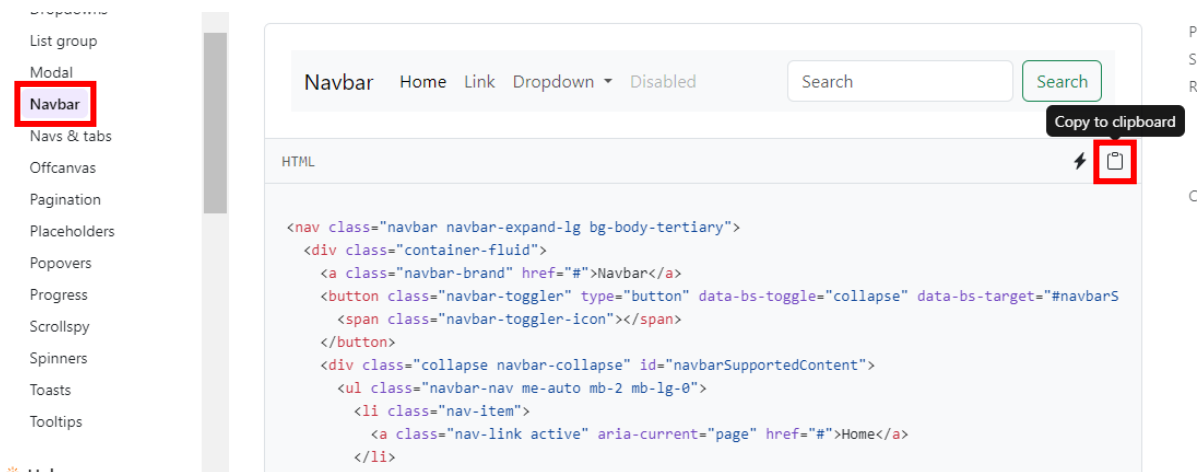 Dropdowns
List group
Modal
Navbar
Navs & tabs
Offcanvas
Pagination
Placeholders
Popovers
Progress
Scrollspy
Spinners
Toasts
Tooltips
Navbar Home Link Dropdown Disabled Search Search
Copy to clipboard
HTML
<nav class="navbar navbar-expand-lg bg-body-tertiary">
<div class="container-fluid">
<a class="navbar-brand" href="#">Navbar</a>
<button class="navbar-toggler" type="button" data-bs-toggle="collapse" data-bs-target="#navbarS
<span class="navbar-toggler-icon"></span>
</button>
<div class="collapse navbar-collapse" id="navbarSupportedContent">
<ul class="navbar-nav me-auto mb-2 mb-lg-0">
<li class="nav-item">
<a class="nav-link active" aria-current="page" href="#">Home</a>
</li>
P
S
R